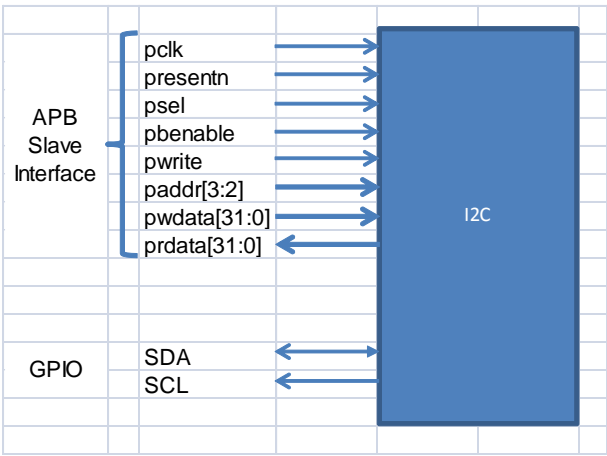 APB
Slave
Interface
pclk
presentn
psel
pbenable
pwrite
paddr[3:2]
pwdata[31:0]
prdata[31:0]
I2C
GPIO
SDA
SCL